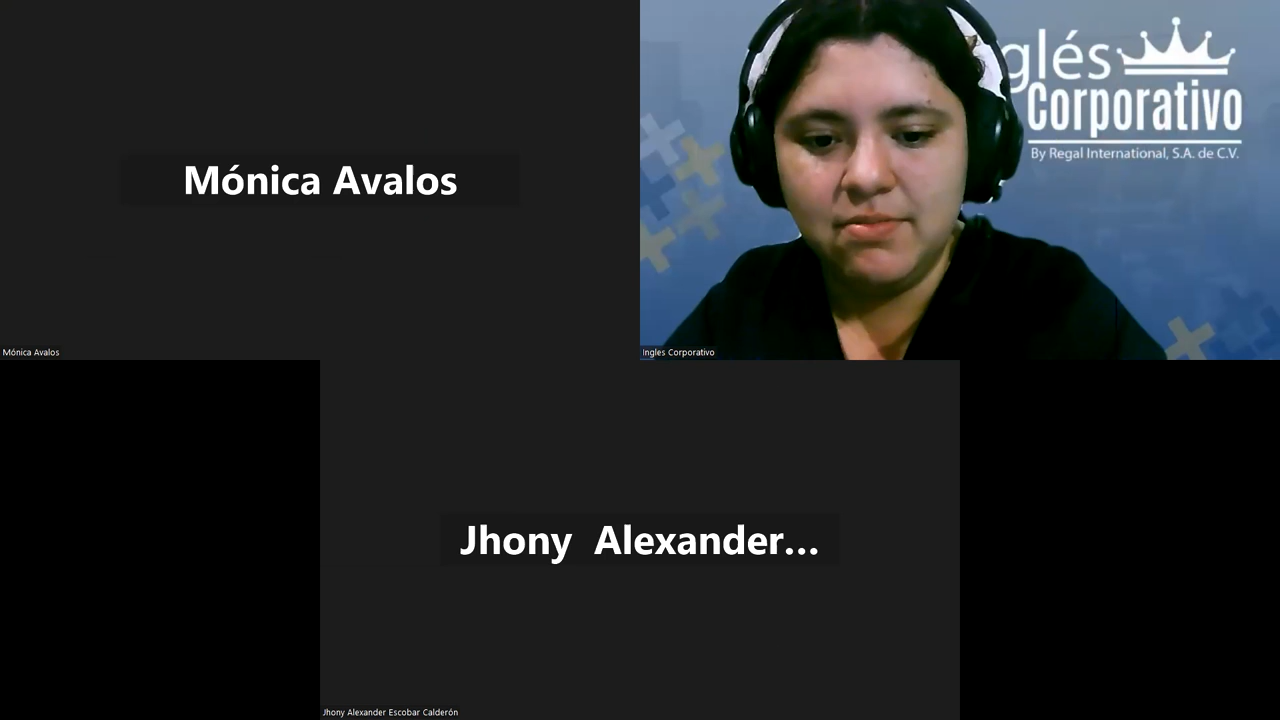 Mónica Avalos
Mónica Avalos
glés
Corporativo
By Regal International, S.A. de C.V.
Ingles Corporativo
Jhony  Alexander...
Jhony Alexander Escobar Calderón